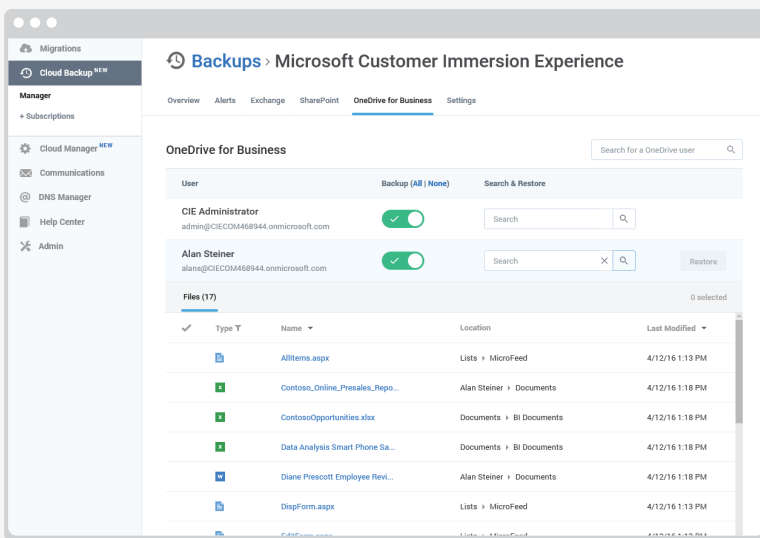 Migrations
Cloud Backup NEW
Manager
+ Subscriptions
Cloud Manager NEW
Communications
@ DNS Manager
Help Center
Admin
Backups > Microsoft Customer Immersion Experience
Overview Alerts Exchange SharePoint OneDrive for Business Settings
OneDrive for Business
Search for a OneDrive user
User Backup (All | None) Search & Restore
CIE Administrator
admin@CIECOM468944.onmicrosoft.com
Search
Alan Steiner
alans@CIECOM468944.onmicrosoft.com
Search
Restore
Files (17) 0 selected
Type Name Location Last Modified
AllItems.aspx Lists MicroFeed 4/12/16 1:13 PM
Contoso_Online_Presales_Repo... Alan Steiner Documents 4/12/16 1:18 PM
ContosoOpportunities.xlsx Documents BI Documents 4/12/16 1:18 PM
Data Analysis Smart Phone Sa... Documents BI Documents 4/12/16 1:18 PM
Diane Prescott Employee Revi... Alan Steiner Documents 4/12/16 1:18 PM
DispForm.aspx Lists MicroFeed 4/12/16 1:13 PM